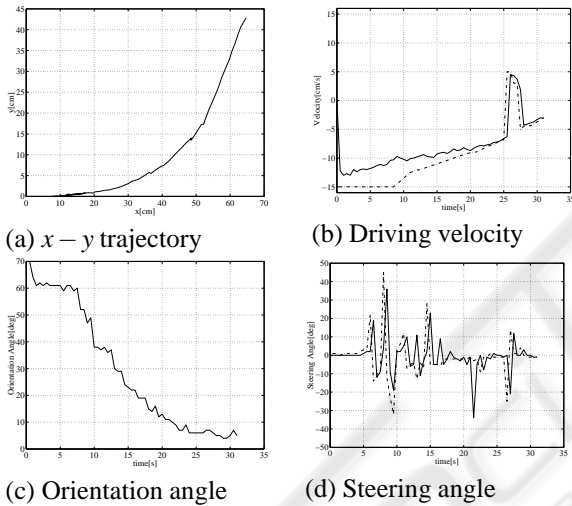 45
40
35
30
25
20
15
10
5
0
y[cm]
0 10 20 30 40 50 60 70
x[cm]
(a) x – y trajectory
15
10
5
0
−5
−10
−15
Velocity[cm/s]
0 5 10 15 20 25 30 35
time[s]
(b) Driving velocity
70
60
50
40
30
20
10
0
Orientation Angle[deg]
0 5 10 15 20 25 30 35
time[s]
(c) Orientation angle
50
40
30
20
10
0
−10
−20
−30
−40
−50
Steering Angle[deg]
0 5 10 15 20 25 30 35
time[s]
(d) Steering angle